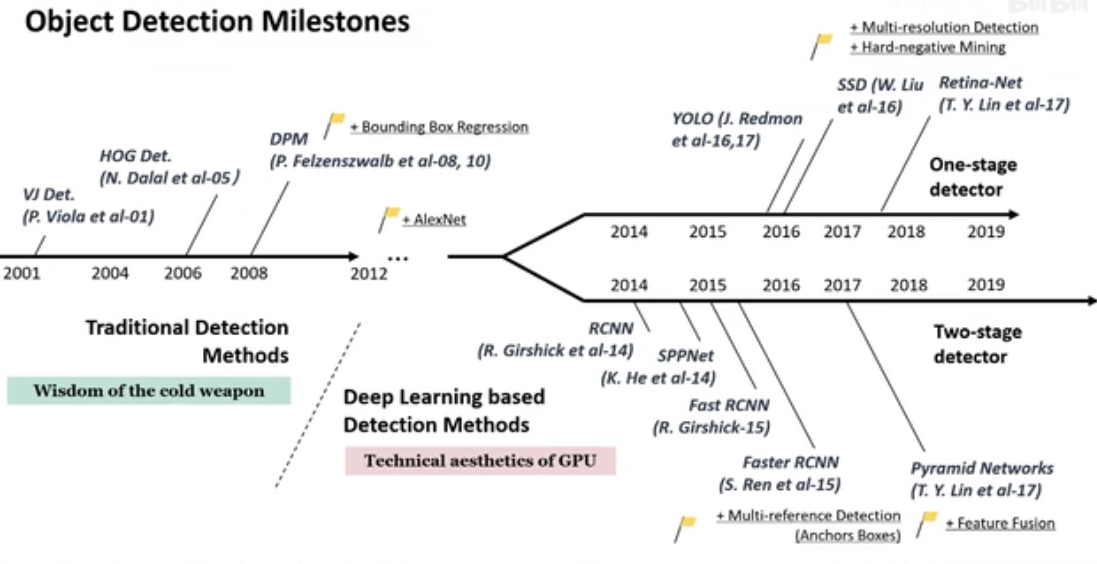 Object Detection Milestones
+ Multi-resolution Detection
+ Hard-negative Mining
SSD (W. Liu
et al-16)
Retina-Net
(T. Y. Lin et al-17)
YOLO (J. Redmon
et al-16,17)
+ Bounding Box Regression
DPM
(P. Felzenszwalb et al-08, 10)
HOG Det.
(N. Dalal et al-05)
VJ Det.
(P. Viola et al-01)
+ AlexNet
...
One-stage
detector
2014 2015 2016 2017 2018 2019
2001 2004 2006 2008 2012
2014 2015 2016 2017 2018 2019
Traditional Detection
Methods
Wisdom of the cold weapon
Deep Learning based
Detection Methods
Technical aesthetics of GPU
Two-stage
detector
RCNN
(R. Girshick et al-14)
SPPNet
(K. He et al-14)
Fast RCNN
(R. Girshick-15)
Faster RCNN
(S. Ren et al-15)
Pyramid Networks
(T. Y. Lin et al-17)
+ Multi-reference Detection
(Anchors Boxes)
+ Feature Fusion